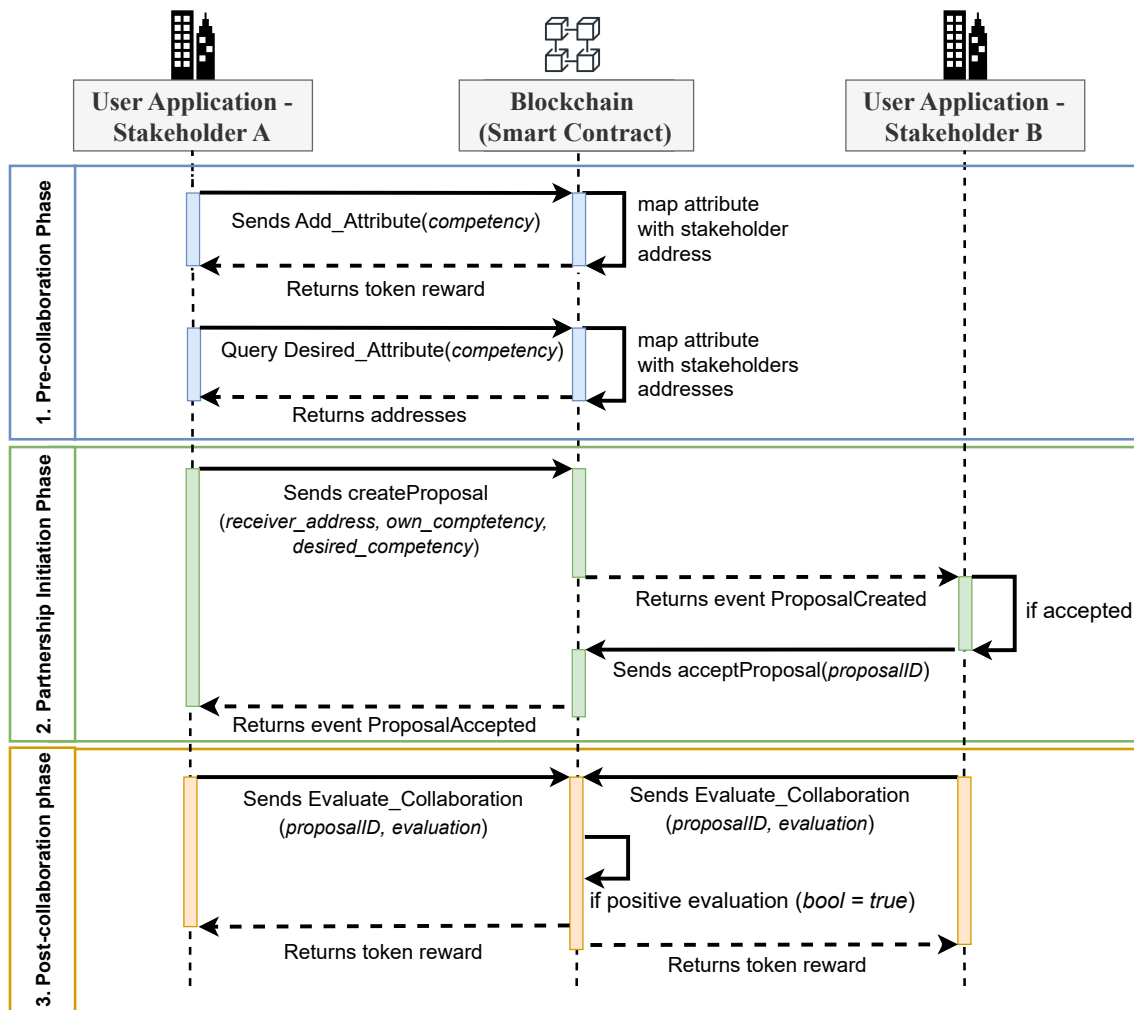 User Application -
Stakeholder A
Blockchain
(Smart Contract)
User Application -
Stakeholder B
1. Pre-collaboration Phase
Sends Add_Attribute(competency)
map attribute
with stakeholder
address
Returns token reward
Query Desired_Attribute(competency)
map attribute
with stakeholders
addresses
Returns addresses
2. Partnership Initiation Phase
Sends createProposal
(receiver_address, own_comptetency,
desired_competency)
Returns event ProposalCreated
if accepted
Sends acceptProposal(proposalID)
Returns event ProposalAccepted
3. Post-collaboration phase
Sends Evaluate_Collaboration
(proposalID, evaluation)
Sends Evaluate_Collaboration
(proposalID, evaluation)
if positive evaluation (bool = true)
Returns token reward
Returns token reward